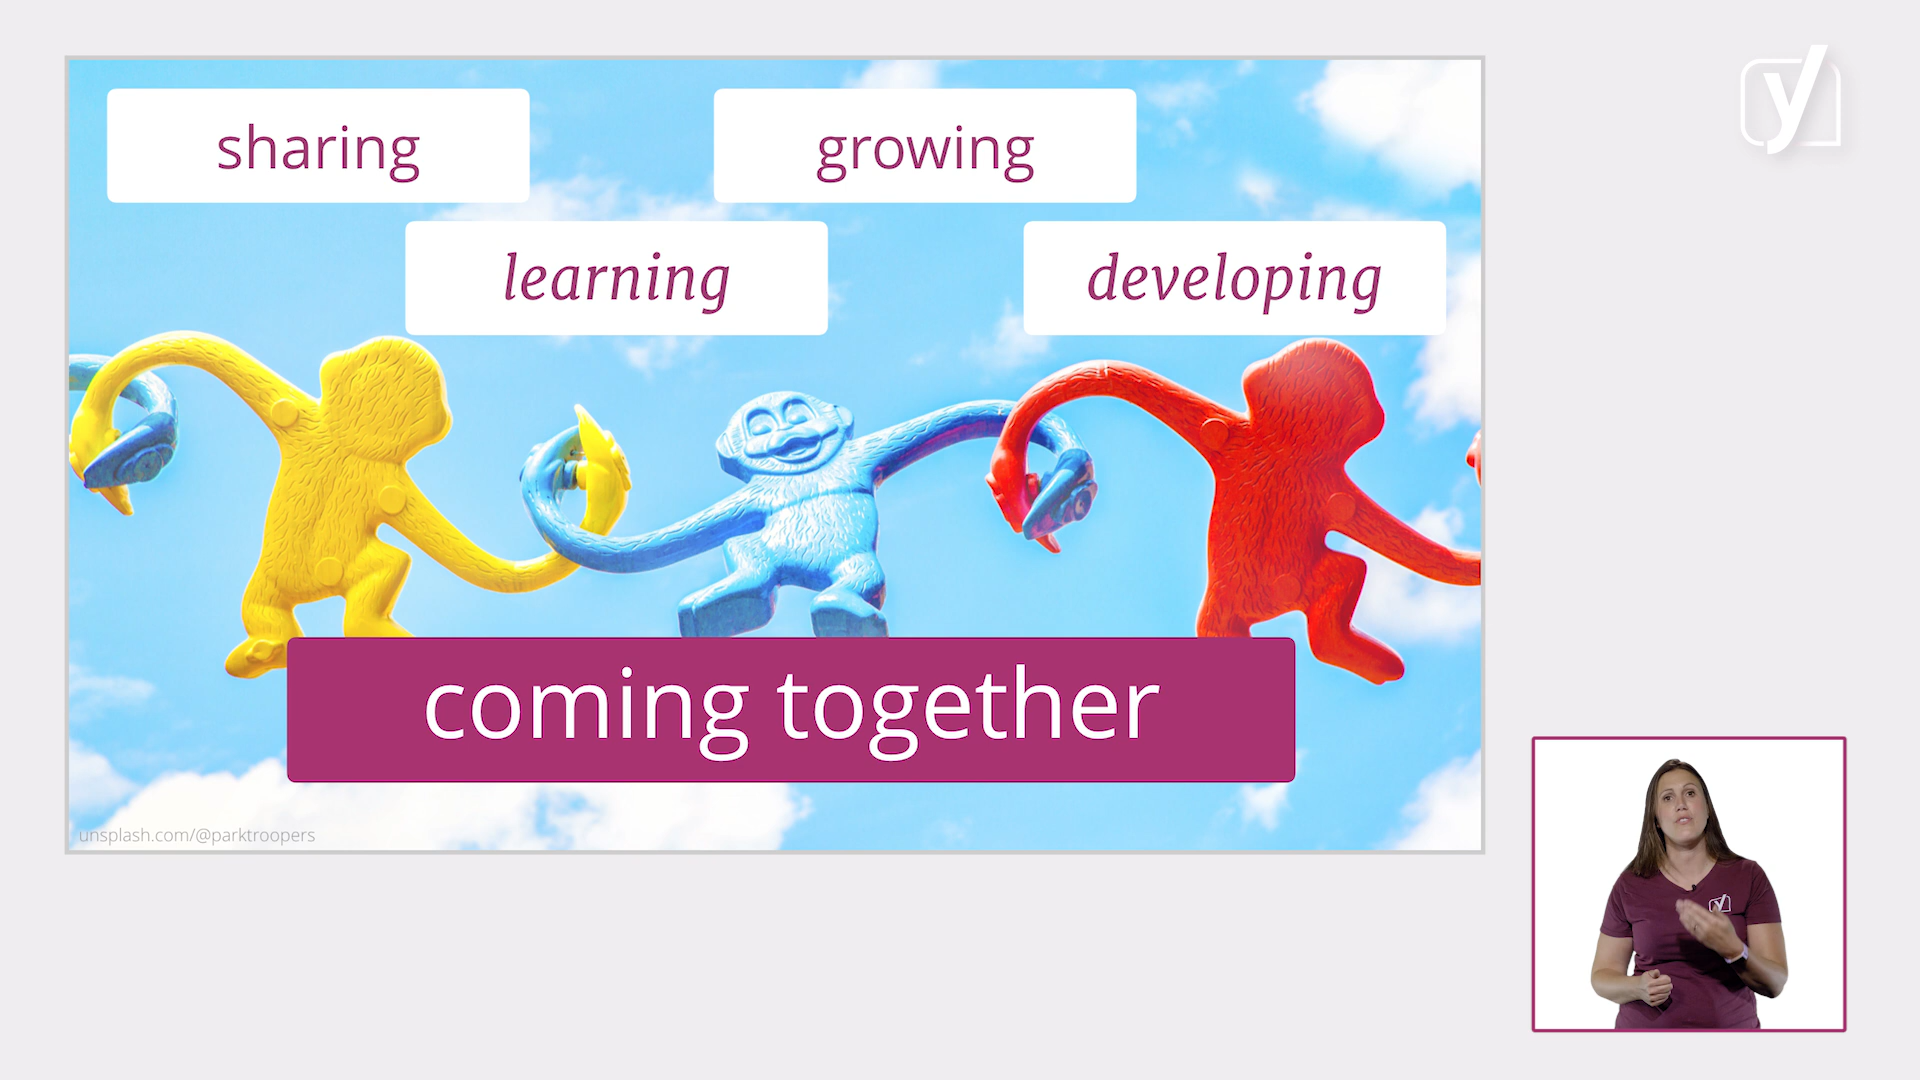 sharing
growing
learning
developing
coming together
unsplash.com/@parktroopers
y
y